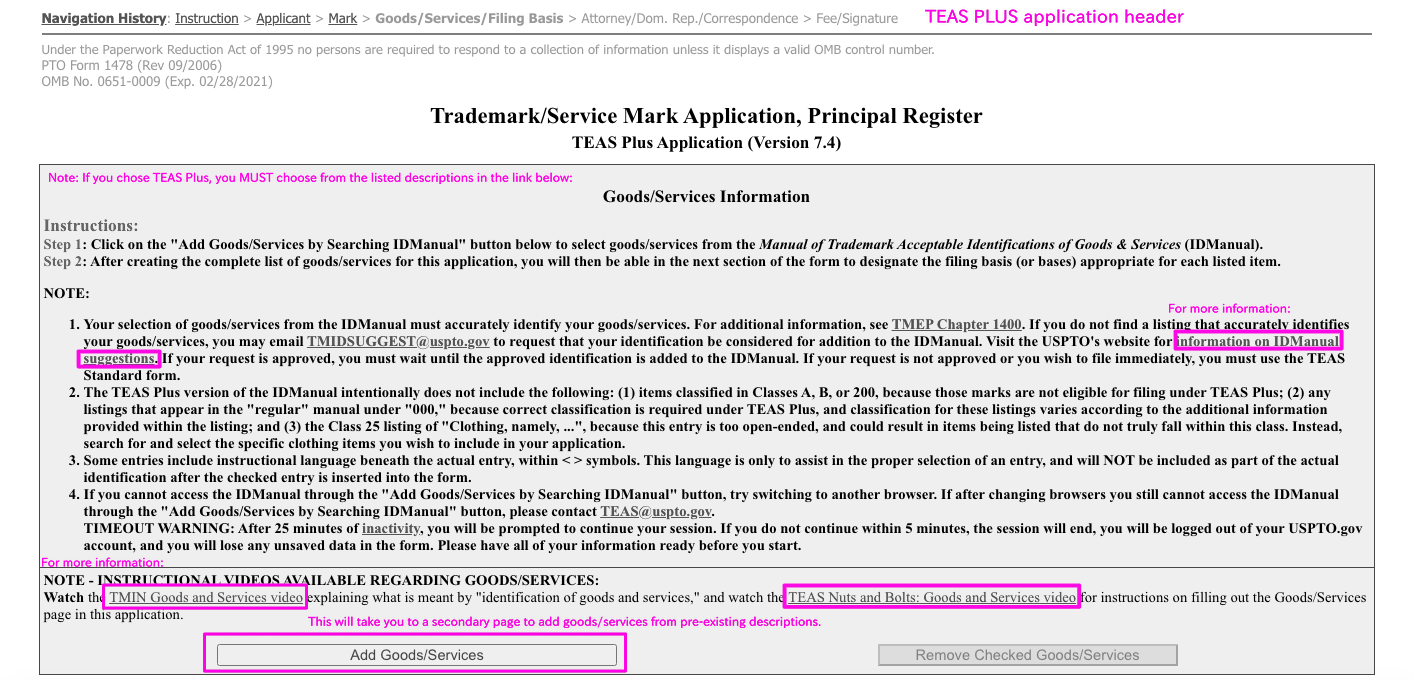 Navigation History: Instruction > Applicant > Mark > Goods/Services/Filing Basis > Attorney/Dom. Rep./Correspondence > Fee/Signature TEAS PLUS application header
Under the Paperwork Reduction Act of 1995 no persons are required to respond to a collection of information unless it displays a valid OMB control number.
PTO Form 1478 (Rev 09/2006)
OMB No. 0651-0009 (Exp. 02/28/2021)
Trademark/Service Mark Application, Principal Register
TEAS Plus Application (Version 7.4)
Note: If you chose TEAS Plus, you MUST choose from the listed descriptions in the link below:
Goods/Services Information
Instructions:
Step 1: Click on the "Add Goods/Services by Searching IDManual" button below to select goods/services from the Manual of Trademark Acceptable Identifications of Goods & Services (IDManual).
Step 2: After creating the complete list of goods/services for this application, you will then be able in the next section of the form to designate the filing basis (or bases) appropriate for each listed item.
NOTE:
For more information:
1. Your selection of goods/services from the IDManual must accurately identify your goods/services. For additional information, see TMEP Chapter 1400. If you do not find a listing that accurately identifies
your goods/services, you may email TMIDSUGGEST@uspto.gov to request that your identification be considered for addition to the IDManual. Visit the USPTO's website for information on IDManual
suggestions. If your request is approved, you must wait until the approved identification is added to the IDManual. If your request is not approved or you wish to file immediately, you must use the TEAS
Standard form.
2. The TEAS Plus version of the IDManual intentionally does not include the following: (1) items classified in Classes A, B, or 200, because those marks are not eligible for filing under TEAS Plus; (2) any
listings that appear in the "regular" manual under "000," because correct classification is required under TEAS Plus, and classification for these listings varies according to the additional information
provided within the listing; and (3) the Class 25 listing of "Clothing, namely, ...", because this entry is too open-ended, and could result in items being listed that do not truly fall within this class. Instead,
search for and select the specific clothing items you wish to include in your application.
3. Some entries include instructional language beneath the actual entry, within < > symbols. This language is only to assist in the proper selection of an entry, and will NOT be included as part of the actual
identification after the checked entry is inserted into the form.
4. If you cannot access the IDManual through the "Add Goods/Services by Searching IDManual" button, try switching to another browser. If after changing browsers you still cannot access the IDManual
through the "Add Goods/Services by Searching IDManual" button, please contact TEAS@uspto.gov.
TIMEOUT WARNING: After 25 minutes of inactivity, you will be prompted to continue your session. If you do not continue within 5 minutes, the session will end, you will be logged out of your USPTO.gov
account, and you will lose any unsaved data in the form. Please have all of your information ready before you start.
For more information:
NOTE - INSTRUCTIONAL VIDEOS AVAILABLE REGARDING GOODS/SERVICES:
Watch the TMIN Goods and Services video explaining what is meant by "identification of goods and services," and watch the TEAS Nuts and Bolts: Goods and Services video for instructions on filling out the Goods/Services
page in this application.
This will take you to a secondary page to add goods/services from pre-existing descriptions.
Add Goods/Services Remove Checked Goods/Services